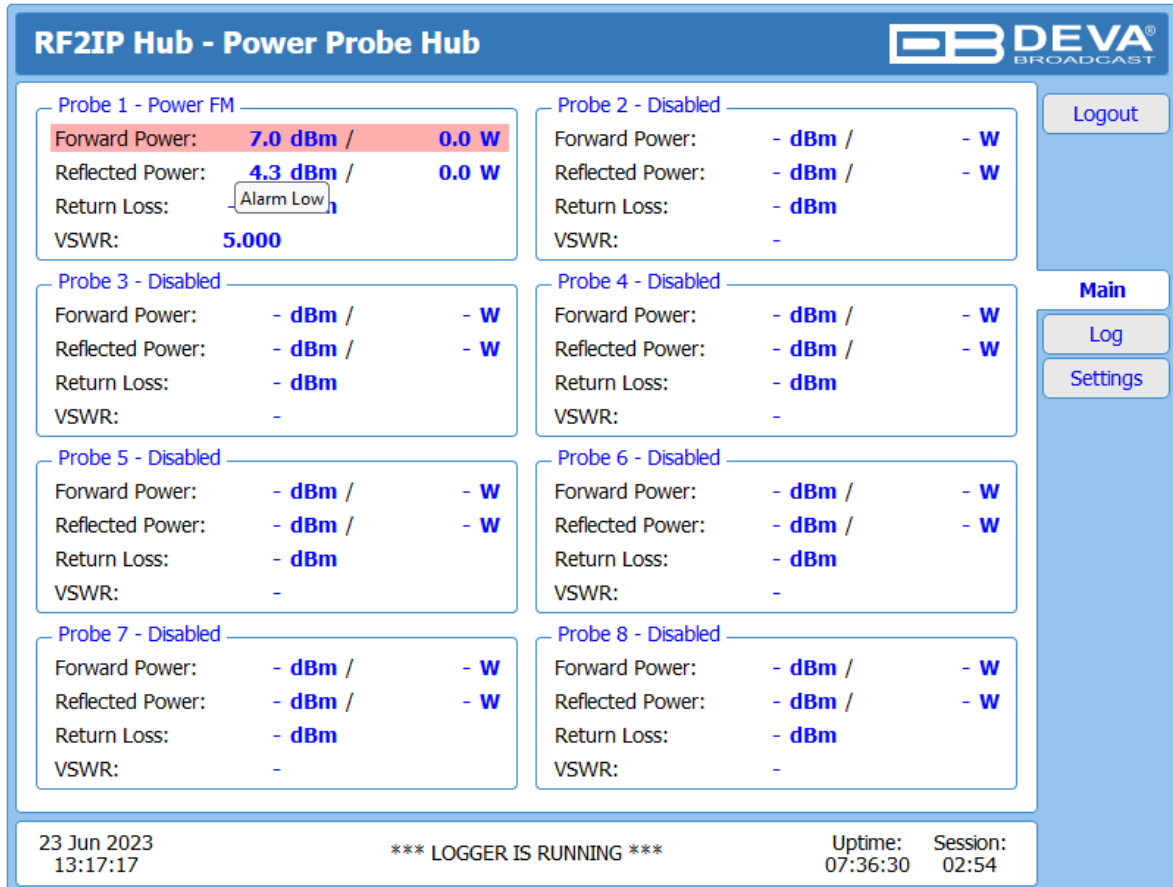 RF2IP Hub - Power Probe Hub
DEVA®
BROADCAST
Logout
Main
Log
Settings
Probe 1 - Power FM
Forward Power: 7.0 dBm / 0.0 W
Reflected Power: 4.3 dBm / 0.0 W
Alarm Low
Return Loss:
VSWR: 5.000
Probe 2 - Disabled
Forward Power: - dBm / - W
Reflected Power: - dBm / - W
Return Loss: - dBm
VSWR: -
Probe 3 - Disabled
Forward Power: - dBm / - W
Reflected Power: - dBm / - W
Return Loss: - dBm
VSWR: -
Probe 4 - Disabled
Forward Power: - dBm / - W
Reflected Power: - dBm / - W
Return Loss: - dBm
VSWR: -
Probe 5 - Disabled
Forward Power: - dBm / - W
Reflected Power: - dBm / - W
Return Loss: - dBm
VSWR: -
Probe 6 - Disabled
Forward Power: - dBm / - W
Reflected Power: - dBm / - W
Return Loss: - dBm
VSWR: -
Probe 7 - Disabled
Forward Power: - dBm / - W
Reflected Power: - dBm / - W
Return Loss: - dBm
VSWR: -
Probe 8 - Disabled
Forward Power: - dBm / - W
Reflected Power: - dBm / - W
Return Loss: - dBm
VSWR: -
23 Jun 2023
13:17:17
*** LOGGER IS RUNNING ***
Uptime:
07:36:30
Session:
02:54